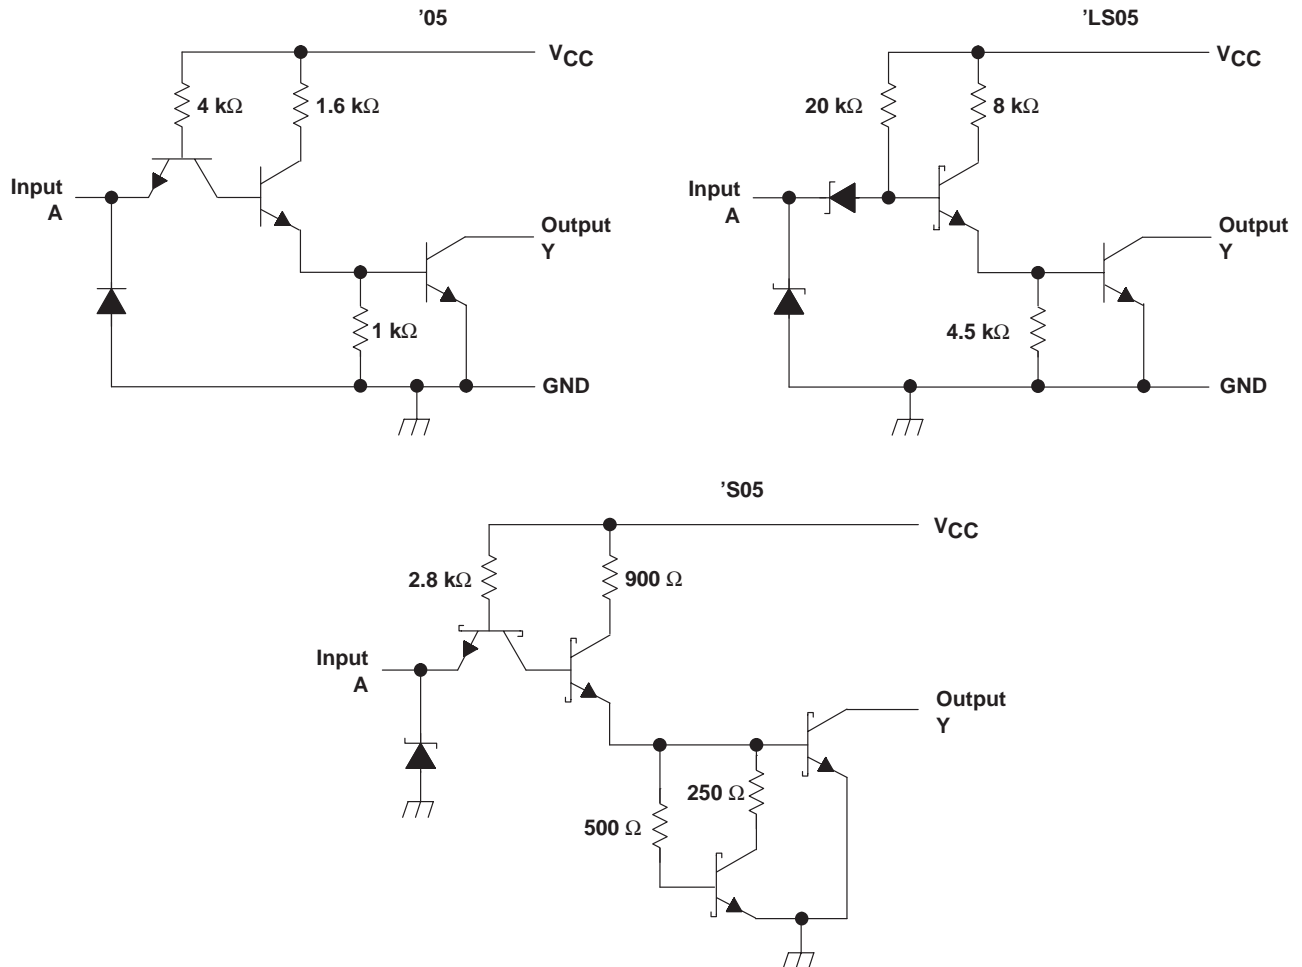 ’05
VCC
4 kΩ
1.6 kΩ
Input
A
Output
Y
1 kΩ
GND
’LS05
VCC
20 kΩ
8 kΩ
Input
A
Output
Y
4.5 kΩ
GND
’S05
VCC
2.8 kΩ
900 Ω
Input
A
Output
Y
250 Ω
500 Ω